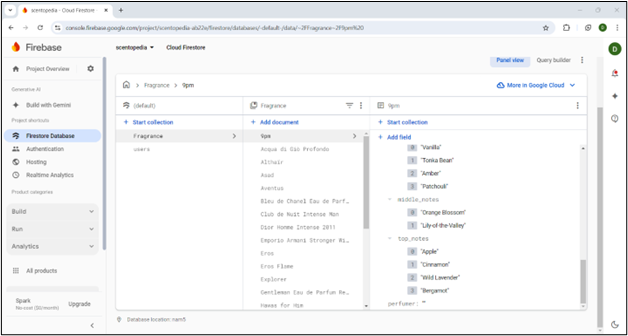 scentopedia - Cloud Firestore
console.firebase.google.com/project/scentopedia-ab22e/firestore/databases/-default-/data/~2FFragrance~2F9pm%20
Firebase
scentopedia
Cloud Firestore
D
Project Overview
Generative AI
Build with Gemini
Project shortcuts
Firestore Database
Authentication
Hosting
Realtime Analytics
Product categories
Build
Run
Analytics
All products
Spark
No-cost ($0/month)
Upgrade
Panel view
Query builder
Fragrance
9pm
More in Google Cloud
(default)
Start collection
Fragrance
users
Fragrance
Add document
9pm
Acqua di Giò Profondo
Althair
Asad
Aventus
Bleu de Chanel Eau de Parf…
Club de Nuit Intense Man
Dior Homme Intense 2011
Emporio Armani Stronger Wi…
Eros
Eros Flame
Explorer
Gentleman Eau de Parfum Re…
Hawas for Him
9pm
Start collection
Add field
0 "Vanilla"
1 "Tonka Bean"
2 "Amber"
3 "Patchouli"
middle_notes
0 "Orange Blossom"
1 "Lily-of-the-Valley"
top_notes
0 "Apple"
1 "Cinnamon"
2 "Wild Lavender"
3 "Bergamot"
perfumer: ""
Database location: nam5